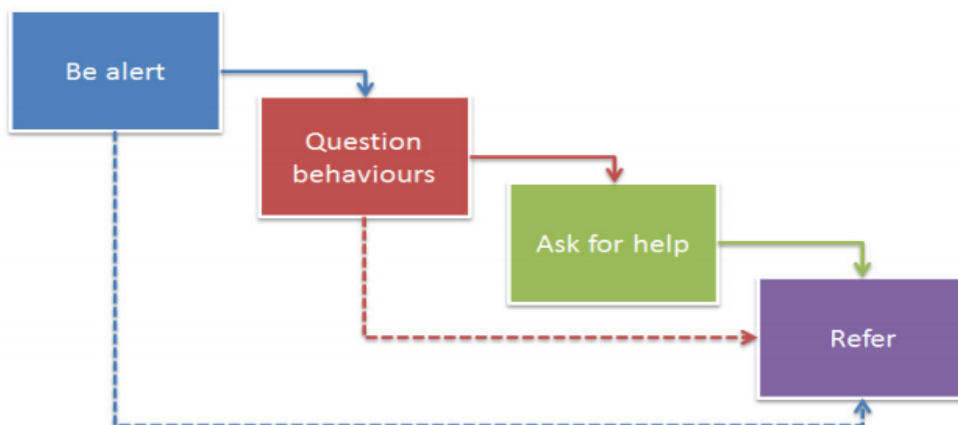 Be alert
Question
behaviours
Ask for help
Refer